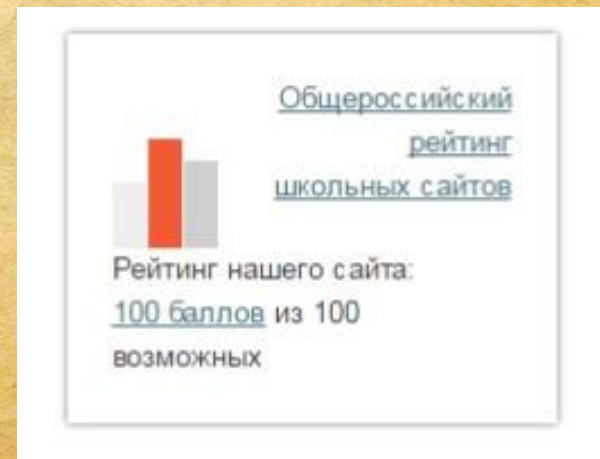 Общероссийский
рейтинг
школьных сайтов
Рейтинг нашего сайта:
100 баллов из 100
возможных